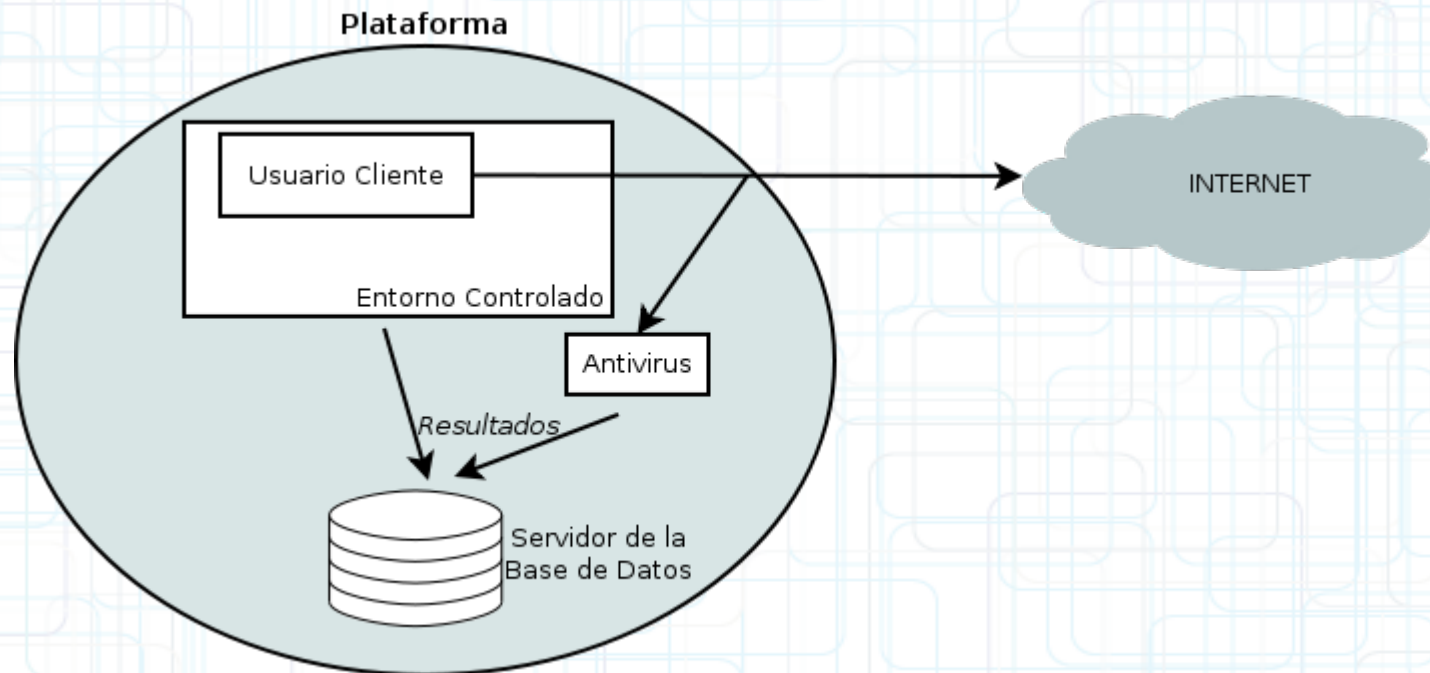 Plataforma
Usuario Cliente
INTERNET
Entorno Controlado
Antivirus
Resultados
Servidor de la
Base de Datos